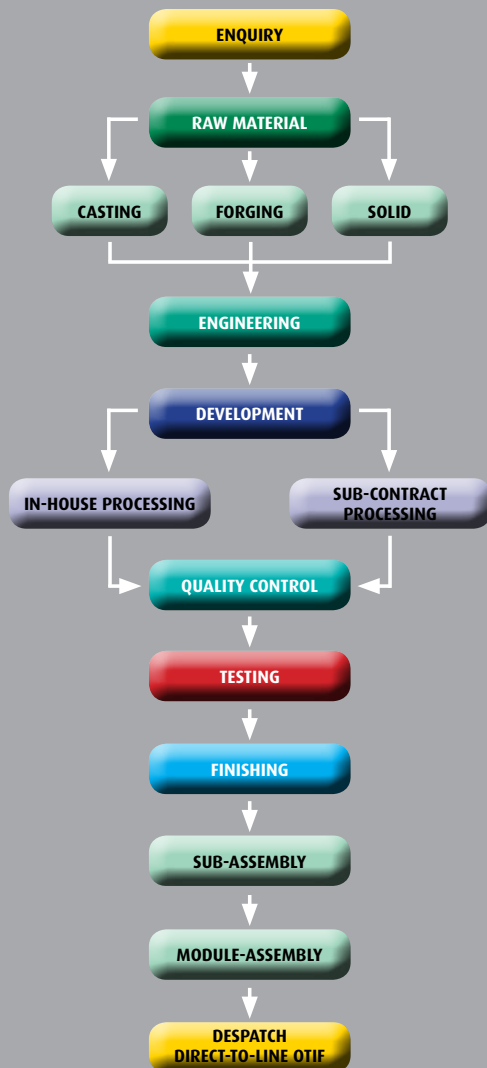 ENQUIRY
RAW MATERIAL
CASTING
FORGING
SOLID
ENGINEERING
DEVELOPMENT
IN-HOUSE PROCESSING
SUB-CONTRACT
PROCESSING
QUALITY CONTROL
TESTING
FINISHING
SUB-ASSEMBLY
MODULE-ASSEMBLY
DESPATCH
DIRECT-TO-LINE OTIF